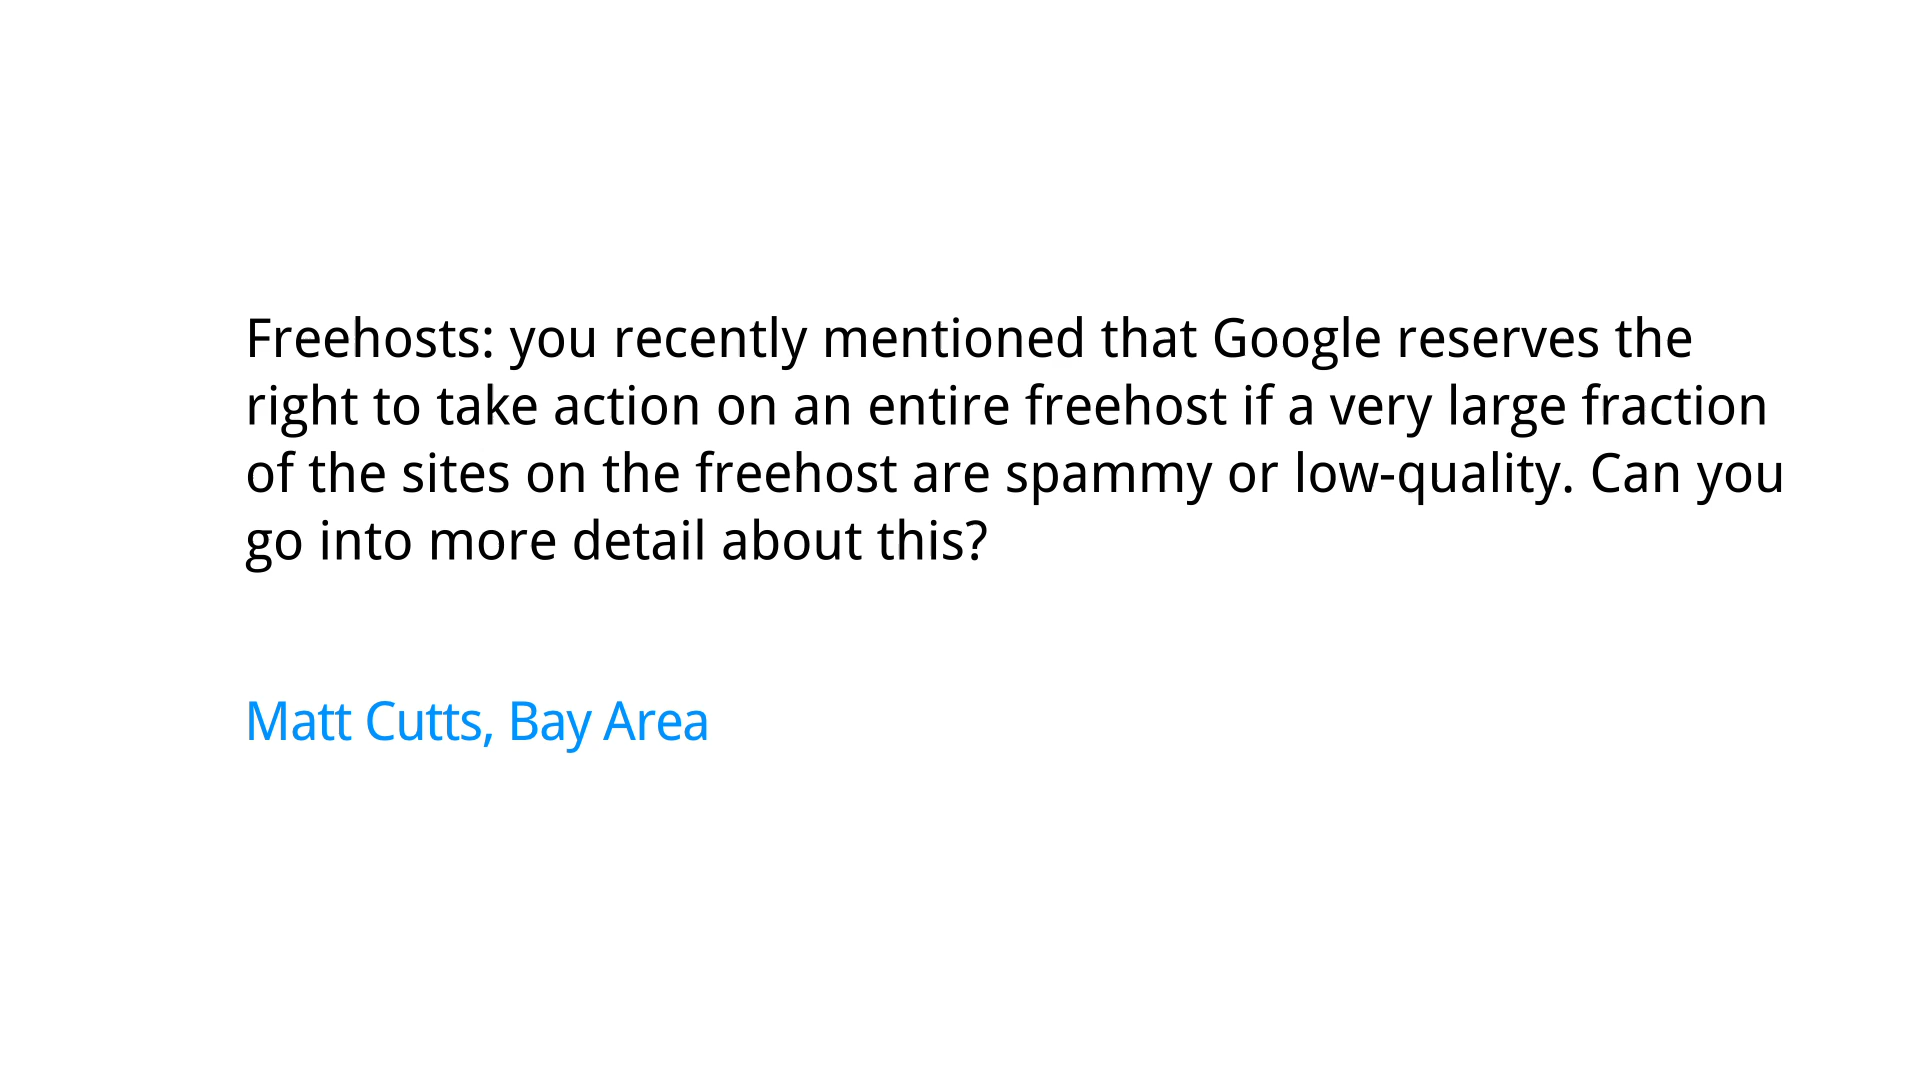 Freehosts: you recently mentioned that Google reserves the
right to take action on an entire freehost if a very large fraction
of the sites on the freehost are spammy or low-quality. Can you
go into more detail about this?
Matt Cutts, Bay Area